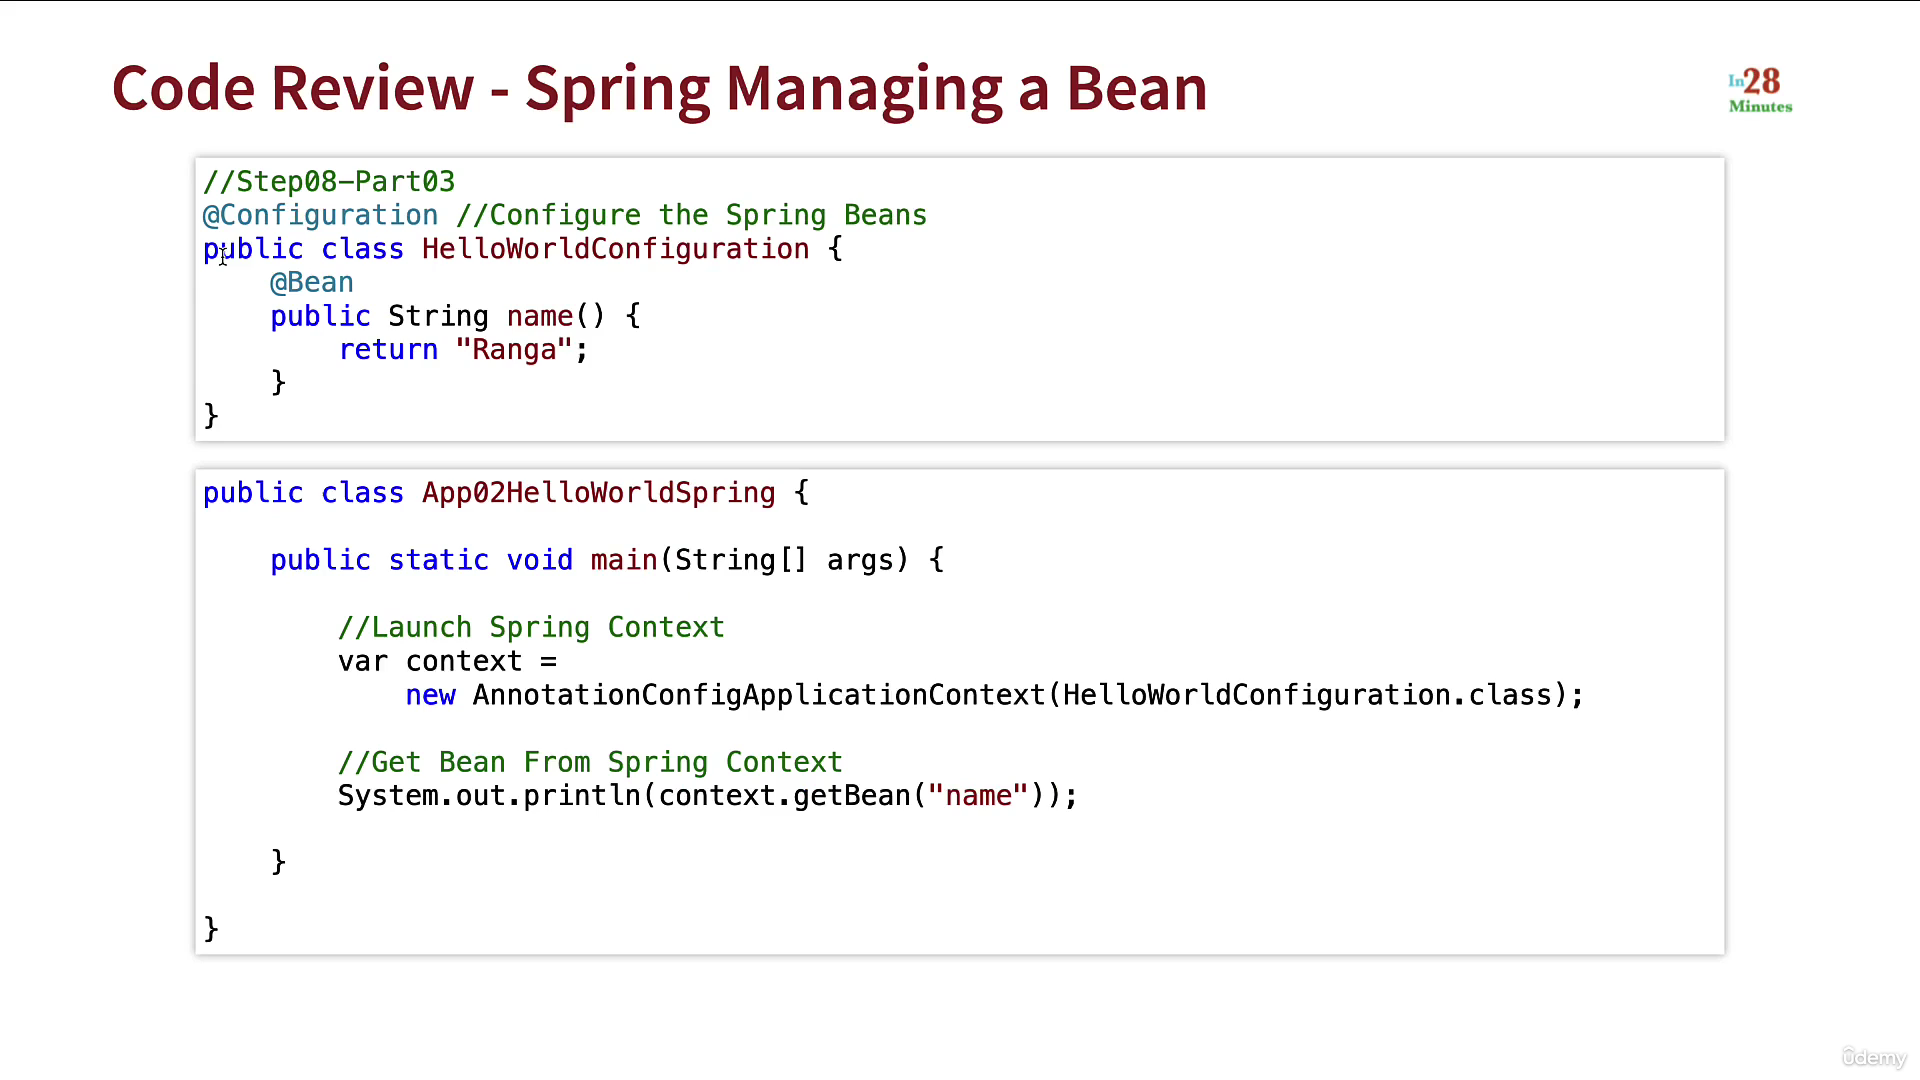 Code Review - Spring Managing a Bean
In28
Minutes
//Step08-Part03
@Configuration //Configure the Spring Beans
public class HelloWorldConfiguration {
@Bean
public String name() {
return "Ranga";
}
}
public class App02HelloWorldSpring {
public static void main(String[] args) {
//Launch Spring Context
var context =
new AnnotationConfigApplicationContext(HelloWorldConfiguration.class);
//Get Bean From Spring Context
System.out.println(context.getBean("name"));
}
}
ûdemy